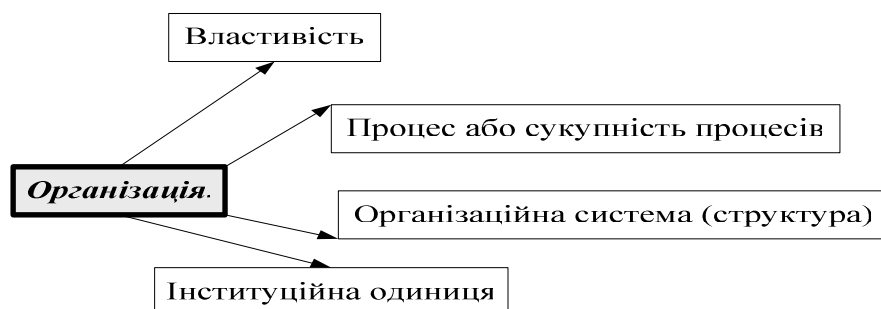 Властивість
Процес або сукупність процесів
Організація.
Організаційна система (структура)
Інституційна одиниця